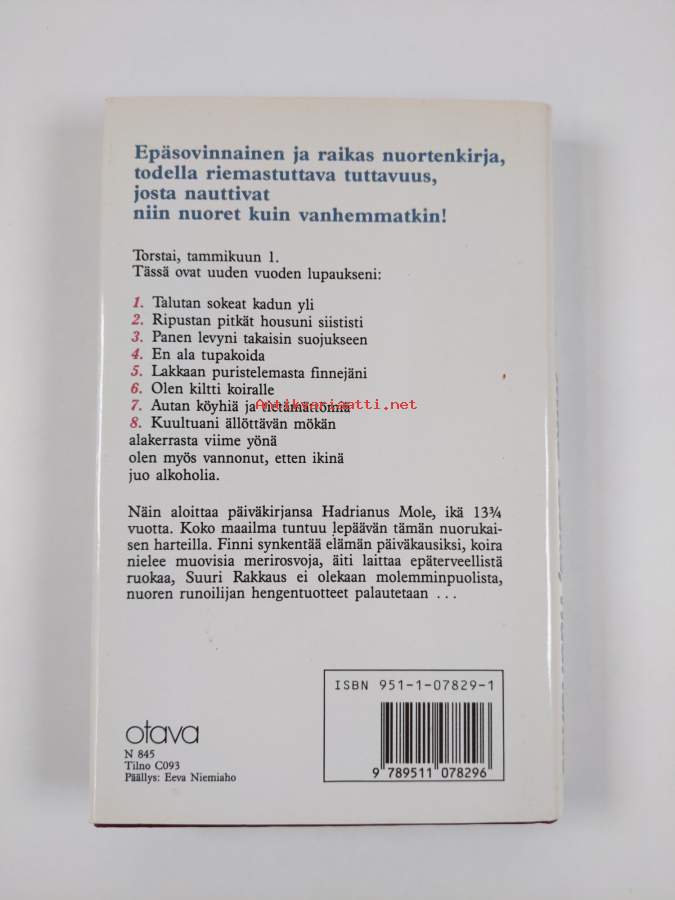 Epäsovinnainen ja raikas nuortenkirja,
todella riemastuttava tuttavuus,
josta nauttivat
niin nuoret kuin vanhemmatkin!
Torstai, tammikuun 1.
Tässä ovat uuden vuoden lupaukseni:
1. Talutan sokeat kadun yli
2. Ripustan pitkät housuni siististi
3. Panen levyni takaisin suojukseen
4. En ala tupakoida
5. Lakkaan puristelemasta finnejäni
6. Olen kiltti koiralle
7. Autan köyhiä ja tietämättömiä
Antikvariaatti.net
8. Kuultuani ällöttävän mökän
alakerrasta viime yönä
olen myös vannonut, etten ikinä
juo alkoholia.
Näin aloittaa päiväkirjansa Hadrianus Mole, ikä 13¾
vuotta. Koko maailma tuntuu lepäävän tämän nuorukai-
sen harteilla. Finni synkentää elämän päiväkausiksi, koira
nielee muovisia merirosvoja, äiti laittaa epäterveellistä
ruokaa, Suuri Rakkaus ei olekaan molemminpuolista,
nuoren runoilijan hengentuotteet palautetaan ...
ISBN 951-1-07829-1
9 789511 078296
otava
N 845
Tilno C093
Päällys: Eeva Niemiaho